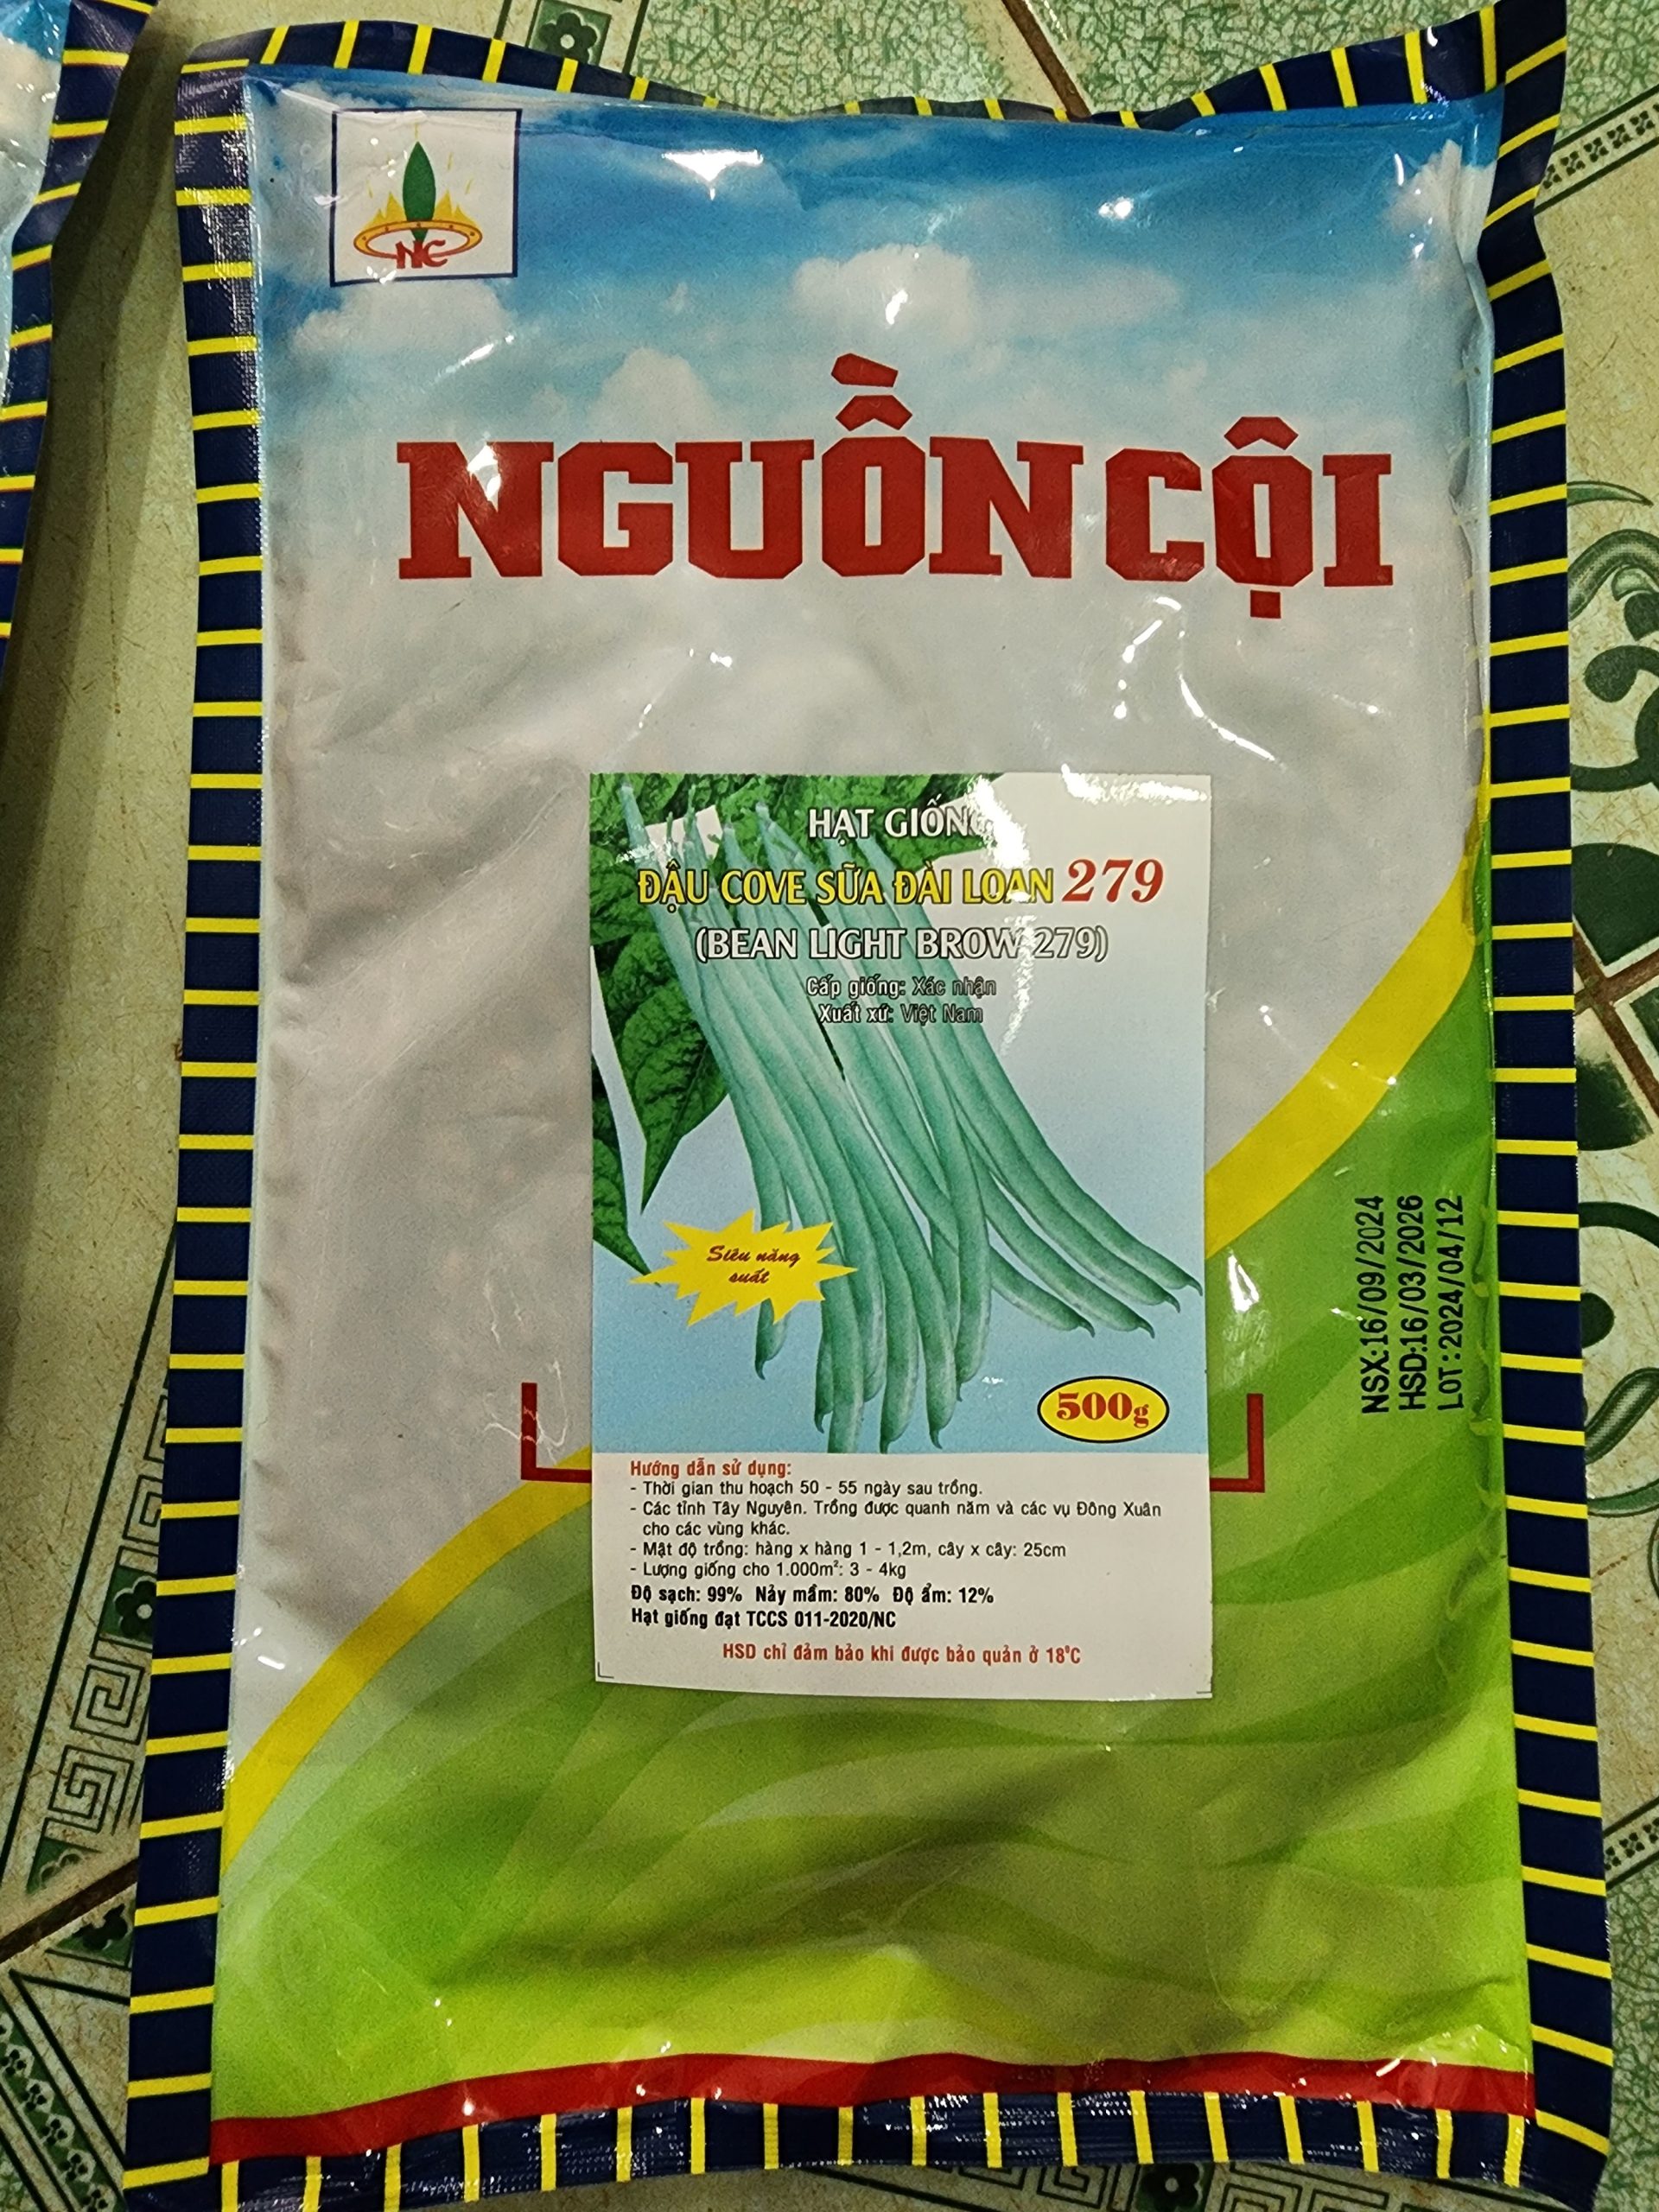 NC
NGUỒN CỘI
HẠT GIỐNG
ĐẬU COVE SỮA ĐÀI LOAN 279
(BEAN LIGHT BROW 279)
Cấp giống: Xác nhận
Xuất xứ: Việt Nam
Siêu năng
suất
500g
NSX:16/09/2024
HSD:16/03/2026
LOT:2024/04/12
Hướng dẫn sử dụng:
- Thời gian thu hoạch 50 - 55 ngày sau trồng.
- Các tỉnh Tây Nguyên. Trồng được quanh năm và các vụ Đông Xuân
cho các vùng khác.
- Mật độ trồng: hàng x hàng 1 - 1,2m, cây x cây: 25cm
- Lượng giống cho 1.000m²: 3 - 4kg
Độ sạch: 99% Nảy mầm: 80% Độ ẩm: 12%
Hạt giống đạt TCCS 011-2020/NC
HSD chỉ đảm bảo khi được bảo quản ở 18°C